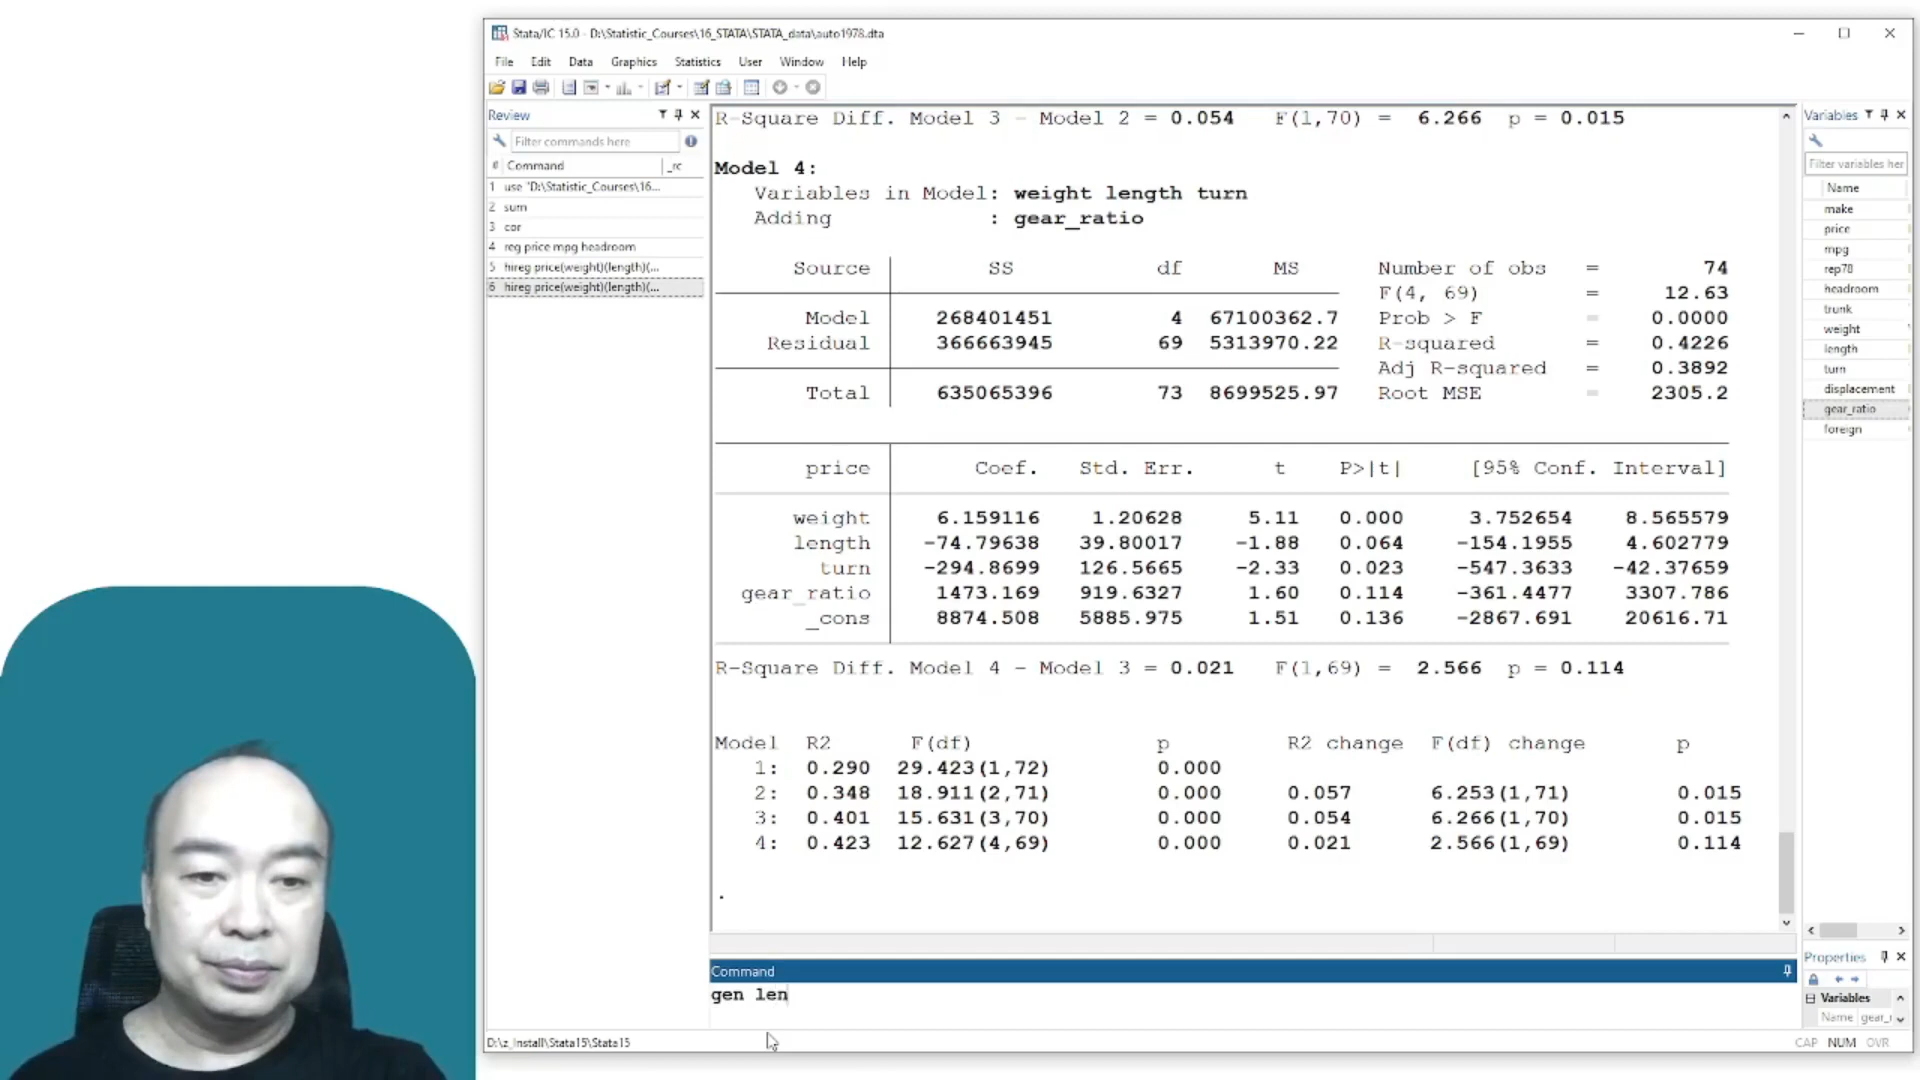 Stata/IC 15.0 - D:\Statistic_Courses\16_STATA\STATA_data\auto1978.dta
File Edit Data Graphics Statistics User Window Help
Review
Filter commands here
# Command _rc
1 use "D:\Statistic_Courses\16...
2 sum
3 cor
4 reg price mpg headroom
5 hireg price(weight)(length)(...
6 hireg price(weight)(length)(...
R-Square Diff. Model 3 - Model 2 = 0.054 F(1,70) = 6.266 p = 0.015
Model 4:
Variables in Model: weight length turn
Adding : gear_ratio
Source SS df MS Number of obs = 74
F(4, 69) = 12.63
Model 268401451 4 67100362.7 Prob > F = 0.0000
Residual 366663945 69 5313970.22 R-squared = 0.4226
Adj R-squared = 0.3892
Total 635065396 73 8699525.97 Root MSE = 2305.2
price Coef. Std. Err. t P>|t| [95% Conf. Interval]
weight 6.159116 1.20628 5.11 0.000 3.752654 8.565579
length -74.79638 39.80017 -1.88 0.064 -154.1955 4.602779
turn -294.8699 126.5665 -2.33 0.023 -547.3633 -42.37659
gear_ratio 1473.169 919.6327 1.60 0.114 -361.4477 3307.786
_cons 8874.508 5885.975 1.51 0.136 -2867.691 20616.71
R-Square Diff. Model 4 - Model 3 = 0.021 F(1,69) = 2.566 p = 0.114
Model R2 F(df) p R2 change F(df) change p
1: 0.290 29.423(1,72) 0.000
2: 0.348 18.911(2,71) 0.000 0.057 6.253(1,71) 0.015
3: 0.401 15.631(3,70) 0.000 0.054 6.266(1,70) 0.015
4: 0.423 12.627(4,69) 0.000 0.021 2.566(1,69) 0.114
.
Command
gen len
Variables
Filter variables her
Name
make
price
mpg
rep78
headroom
trunk
weight
length
turn
displacement
gear_ratio
foreign
Properties
Variables
Name gear_r
D:\z_Install\Stata15\Stata15
CAP NUM OVR